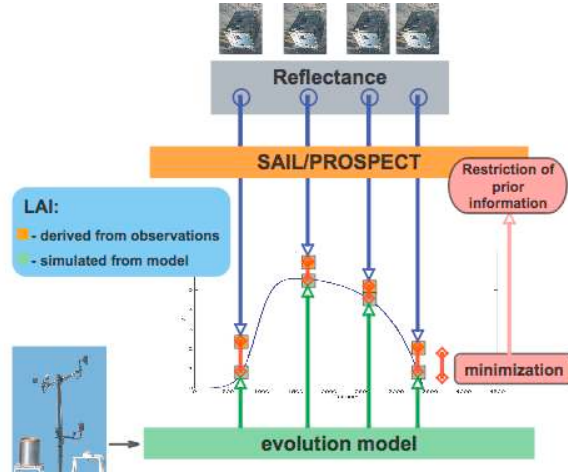 Reflectance
SAIL/PROSPECT
Restriction of
prior
information
LAI:
- derived from observations
- simulated from model
minimization
evolution model